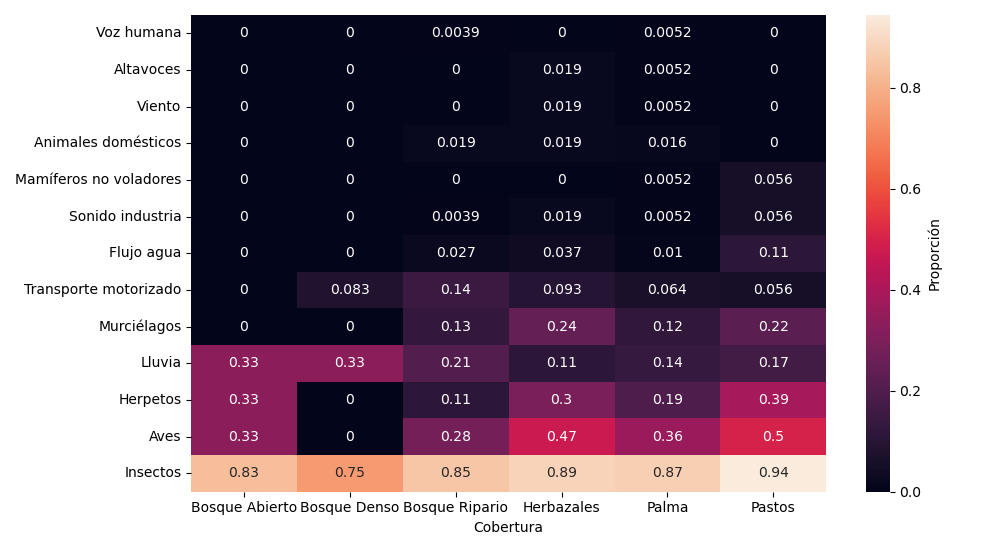 Voz humana 0 0 0.0039 0 0.0052 0
Altavoces 0 0 0 0.019 0.0052 0
Viento 0 0 0 0.019 0.0052 0
Animales domésticos 0 0 0.019 0.019 0.016 0
Mamíferos no voladores 0 0 0 0 0.0052 0.056
Sonido industria 0 0 0.0039 0.019 0.0052 0.056
Flujo agua 0 0 0.027 0.037 0.01 0.11
Transporte motorizado 0 0.083 0.14 0.093 0.064 0.056
Murciélagos 0 0 0.13 0.24 0.12 0.22
Lluvia 0.33 0.33 0.21 0.11 0.14 0.17
Herpetos 0.33 0 0.11 0.3 0.19 0.39
Aves 0.33 0 0.28 0.47 0.36 0.5
Insectos 0.83 0.75 0.85 0.89 0.87 0.94
Bosque Abierto Bosque Denso Bosque Ripario Herbazales Palma Pastos
Cobertura
0.8
0.6
0.4
0.2
0.0
Proporción